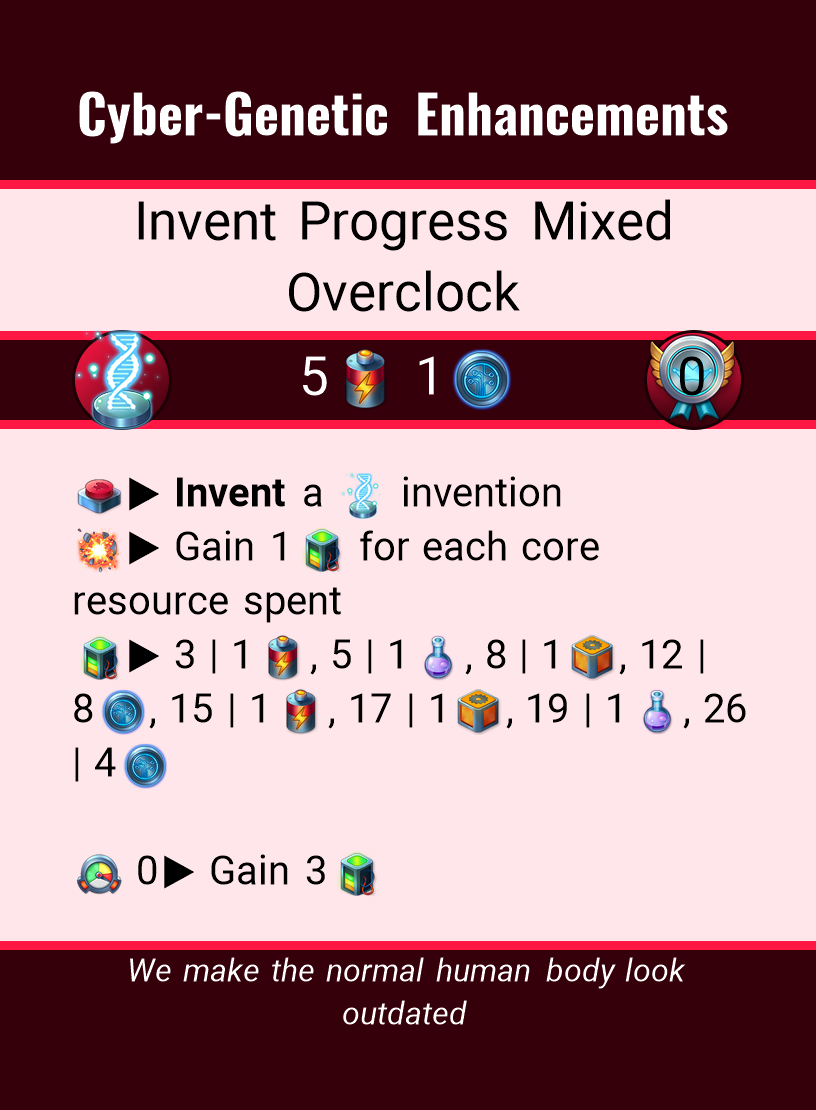 Cyber-Genetic Enhancements
Invent Progress Mixed
Overclock
5 1 0
▶ Invent a invention
▶ Gain 1 for each core
resource spent
▶ 3 | 1 , 5 | 1 , 8 | 1 , 12 |
8 , 15 | 1 , 17 | 1 , 19 | 1 , 26
| 4
0▶ Gain 3
We make the normal human body look
outdated